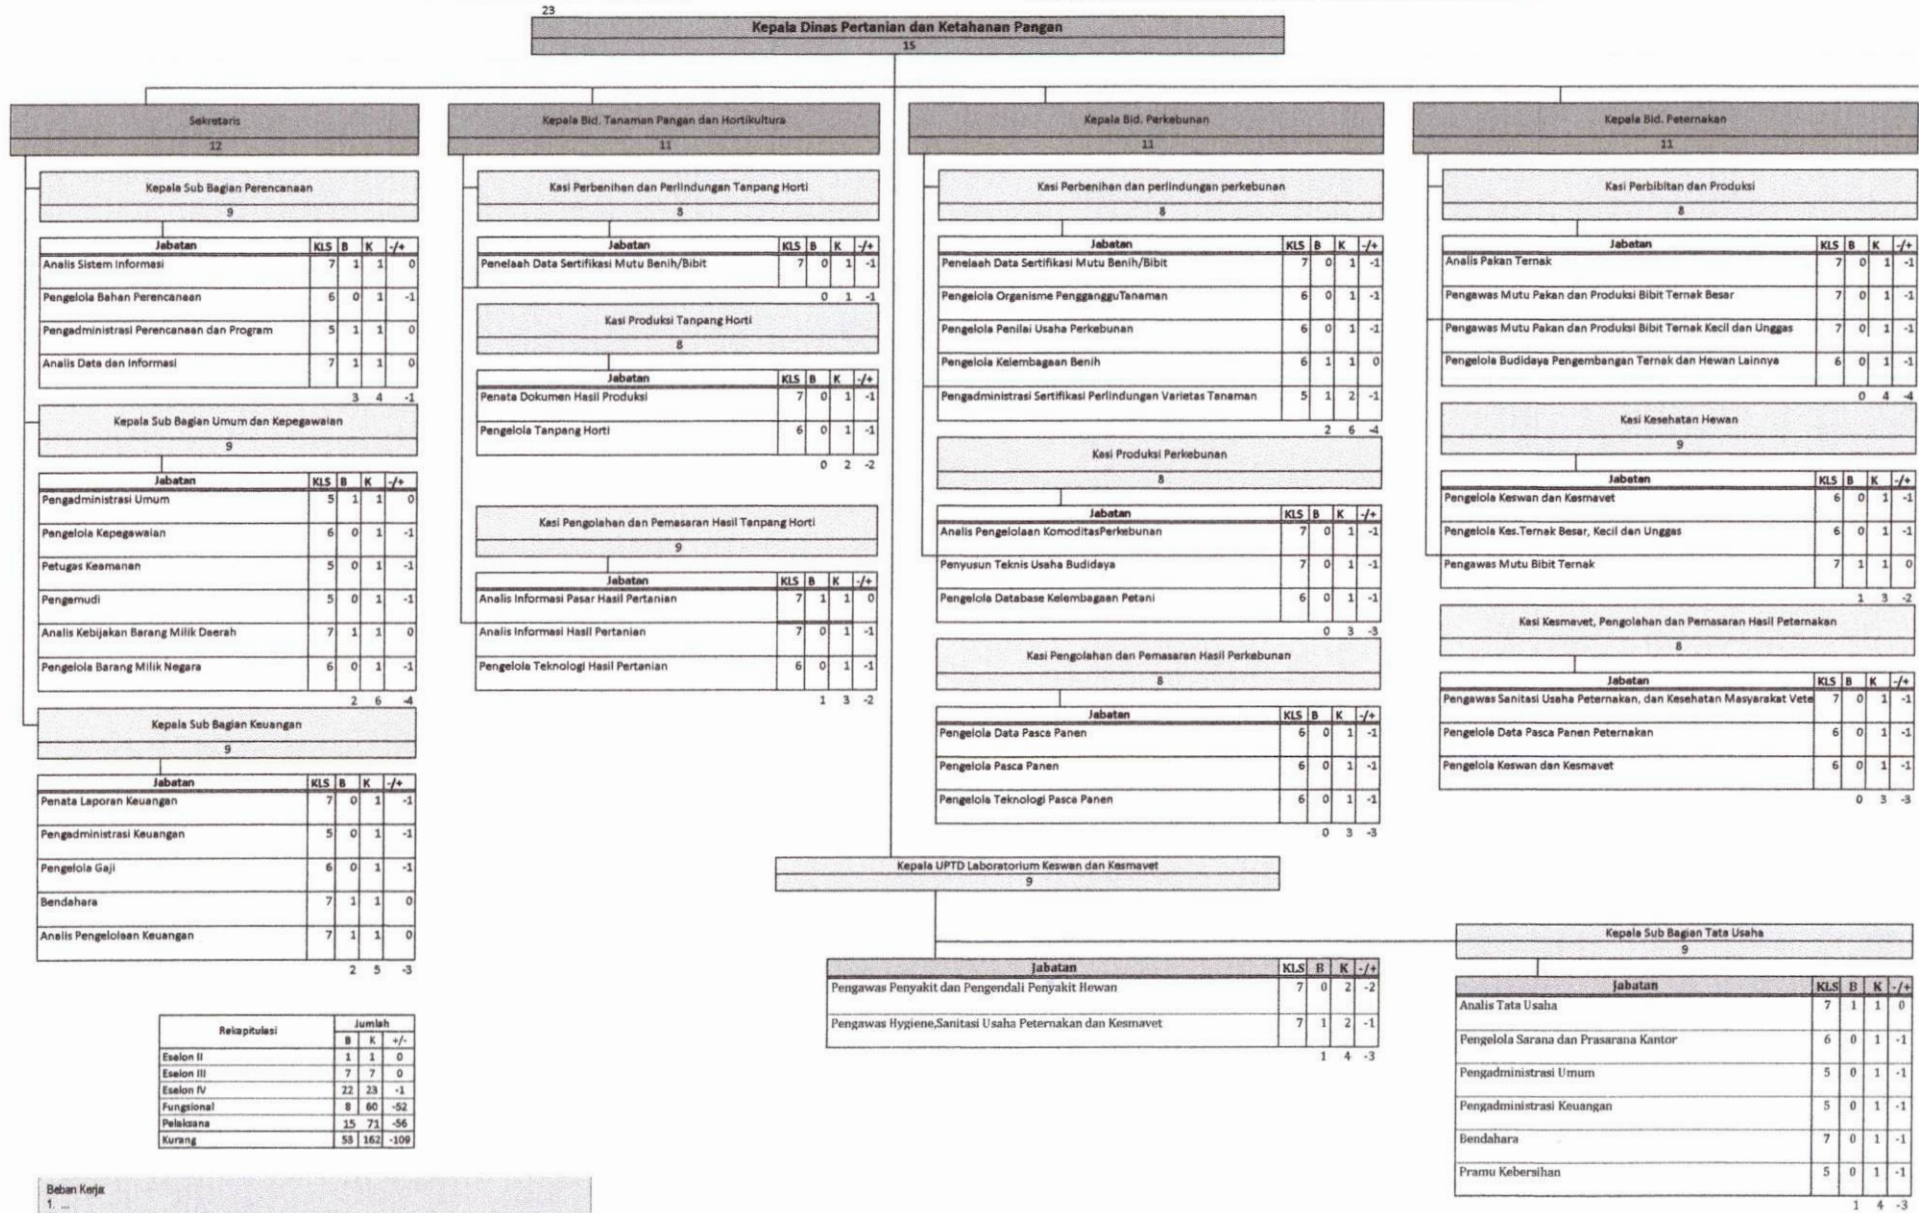 23
Kepala Dinas Pertanian dan Ketahanan Pangan
15
Sekretaris
12
Kepala Sub Bagian Perencanaan
9
Jabatan KLS B K -/+
Analis Sistem Informasi 7 1 1 0
Pengelola Bahan Perencanaan 6 0 1 -1
Pengadministrasi Perencanaan dan Program 5 1 1 0
Analis Data dan Informasi 7 1 1 0
3 4 -1
Kepala Sub Bagian Umum dan Kepegawaian
9
Jabatan KLS B K -/+
Pengadministrasi Umum 5 1 1 0
Pengelola Kepegawaian 6 0 1 -1
Petugas Keamanan 5 0 1 -1
Pengemudi 5 0 1 -1
Analis Kebijakan Barang Milik Daerah 7 1 1 0
Pengelola Barang Milik Negara 6 0 1 -1
2 6 -4
Kepala Sub Bagian Keuangan
9
Jabatan KLS B K -/+
Penata Laporan Keuangan 7 0 1 -1
Pengadministrasi Keuangan 5 0 1 -1
Pengelola Gaji 6 0 1 -1
Bendahara 7 1 1 0
Analis Pengelolaan Keuangan 7 1 1 0
2 5 -3
Kepala Bid. Tanaman Pangan dan Hortikultura
11
Kasi Perbenihan dan Perlindungan Tanpang Horti
8
Jabatan KLS B K -/+
Penelaah Data Sertifikasi Mutu Benih/Bibit 7 0 1 -1
0 1 -1
Kasi Produksi Tanpang Horti
8
Jabatan KLS B K -/+
Penata Dokumen Hasil Produksi 7 0 1 -1
Pengelola Tanpang Horti 6 0 1 -1
0 2 -2
Kasi Pengolahan dan Pemasaran Hasil Tanpang Horti
9
Jabatan KLS B K -/+
Analis Informasi Pasar Hasil Pertanian 7 1 1 0
Analis Informasi Hasil Pertanian 7 0 1 -1
Pengelola Teknologi Hasil Pertanian 6 0 1 -1
1 3 -2
Kepala Bid. Perkebunan
11
Kasi Perbenihan dan perlindungan perkebunan
8
Jabatan KLS B K -/+
Penelaah Data Sertifikasi Mutu Benih/Bibit 7 0 1 -1
Pengelola Organisme PenggangguTanaman 6 0 1 -1
Pengelola Penilai Usaha Perkebunan 6 0 1 -1
Pengelola Kelembagaan Benih 6 1 1 0
Pengadministrasi Sertifikasi Perlindungan Varietas Tanaman 5 1 2 -1
2 6 -4
Kasi Produksi Perkebunan
8
Jabatan KLS B K -/+
Analis Pengelolaan KomoditasPerkebunan 7 0 1 -1
Penyusun Teknis Usaha Budidaya 7 0 1 -1
Pengelola Database Kelembagaan Petani 6 0 1 -1
0 3 -3
Kasi Pengolahan dan Pemasaran Hasil Perkebunan
8
Jabatan KLS B K -/+
Pengelola Data Pasca Panen 6 0 1 -1
Pengelola Pasca Panen 6 0 1 -1
Pengelola Teknologi Pasca Panen 6 0 1 -1
0 3 -3
Kepala Bid. Peternakan
11
Kasi Perbibitan dan Produksi
8
Jabatan KLS B K -/+
Analis Pakan Ternak 7 0 1 -1
Pengawas Mutu Pakan dan Produksi Bibit Ternak Besar 7 0 1 -1
Pengawas Mutu Pakan dan Produksi Bibit Ternak Kecil dan Unggas 7 0 1 -1
Pengelola Budidaya Pengembangan Ternak dan Hewan Lainnya 6 0 1 -1
0 4 -4
Kasi Kesehatan Hewan
9
Jabatan KLS B K -/+
Pengelola Keswan dan Kesmavet 6 0 1 -1
Pengelola Kes.Ternak Besar, Kecil dan Unggas 6 0 1 -1
Pengawas Mutu Bibit Ternak 7 1 1 0
1 3 -2
Kasi Kesmavet, Pengolahan dan Pemasaran Hasil Peternakan
8
Jabatan KLS B K -/+
Pengawas Sanitasi Usaha Peternakan, dan Kesehatan Masyarakat Vete 7 0 1 -1
Pengelola Data Pasca Panen Peternakan 6 0 1 -1
Pengelola Keswan dan Kesmavet 6 0 1 -1
0 3 -3
Kepala UPTD Laboratorium Keswan dan Kesmavet
9
Jabatan KLS B K -/+
Pengawas Penyakit dan Pengendali Penyakit Hewan 7 0 2 -2
Pengawas Hygiene,Sanitasi Usaha Peternakan dan Kesmavet 7 1 2 -1
1 4 -3
Kepala Sub Bagian Tata Usaha
9
Jabatan KLS B K -/+
Analis Tata Usaha 7 1 1 0
Pengelola Sarana dan Prasarana Kantor 6 0 1 -1
Pengadministrasi Umum 5 0 1 -1
Pengadministrasi Keuangan 5 0 1 -1
Bendahara 7 0 1 -1
Pramu Kebersihan 5 0 1 -1
1 4 -3
Rekapitulasi Jumlah
B K +/-
Eselon II 1 1 0
Eselon III 7 7 0
Eselon IV 22 23 -1
Fungsional 8 60 -52
Pelaksana 15 71 -56
Kurang 53 162 -109
Beban Kerja:
1. ...